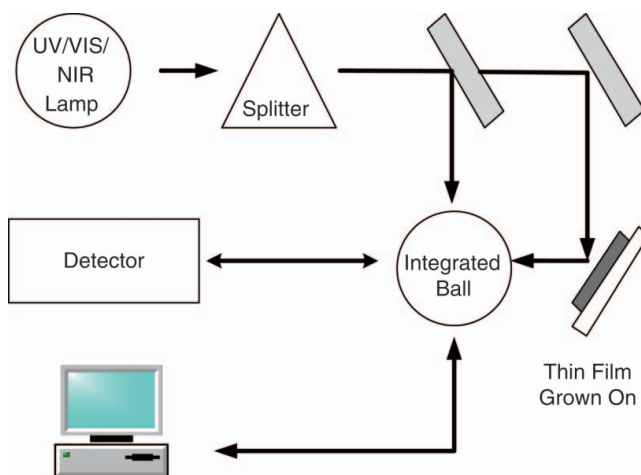 UV/VIS/
NIR
Lamp
Splitter
Detector
Integrated
Ball
Thin Film
Grown On